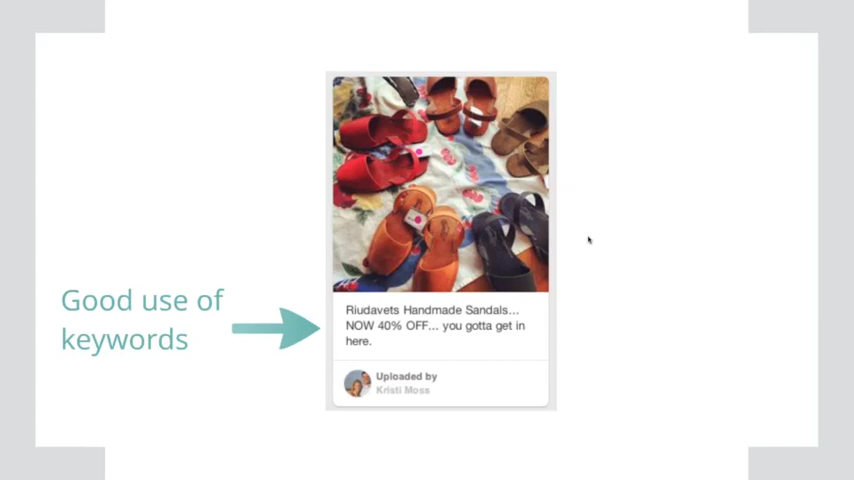 Good use of
keywords
Riudavets Handmade Sandals...
NOW 40% OFF... you gotta get in
here.
Uploaded by
Kristi Moss